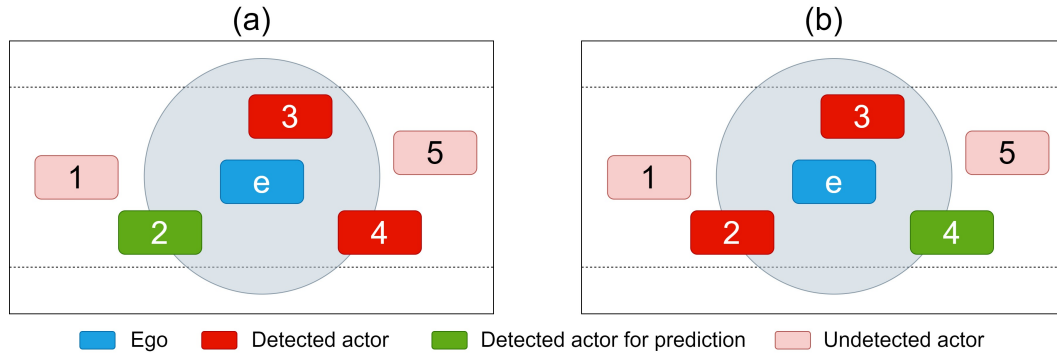 (a) (b)
3 3
5 5
1 e 1 e
2 4 2 4
Ego Detected actor Detected actor for prediction Undetected actor